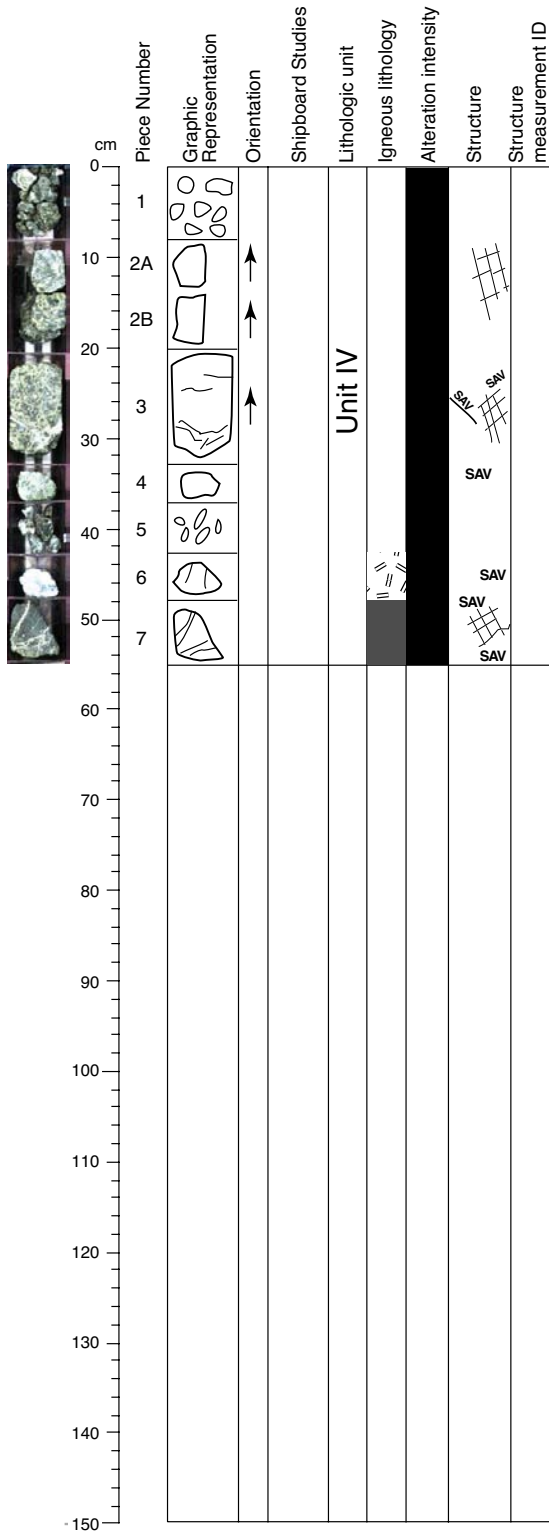 cm
Piece Number
Graphic
Representation
Orientation
Shipboard Studies
Lithologic unit
Igneous lithology
Alteration intensity
Structure
Structure
measurement ID
0
10
20
30
40
50
60
70
80
90
100
110
120
130
140
150
1
2A
2B
3
4
5
6
7
Unit IV
SAV
SAV
SAV
SAV
SAV
SAV